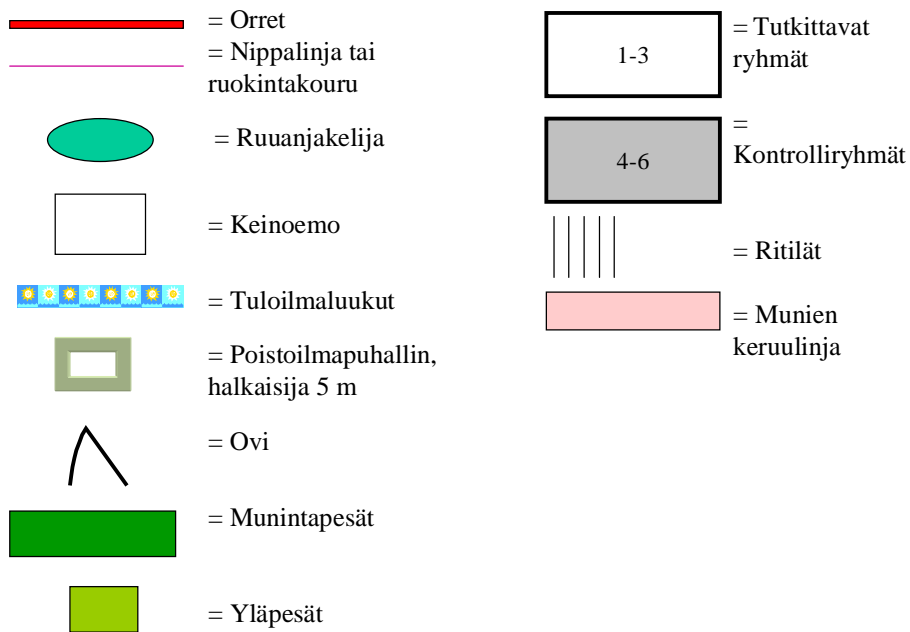 = Orret
= Nippalinja tai
ruokintakouru
= Ruuanjakelija
= Keinoemo
= Tuloilmaluukut
= Poistoilmapuhallin,
halkaisija 5 m
= Ovi
= Munintapesät
= Yläpesät
1-3
= Tutkittavat
ryhmät
4-6
=
Kontrolliryhmät
= Ritilät
= Munien
keruulinja